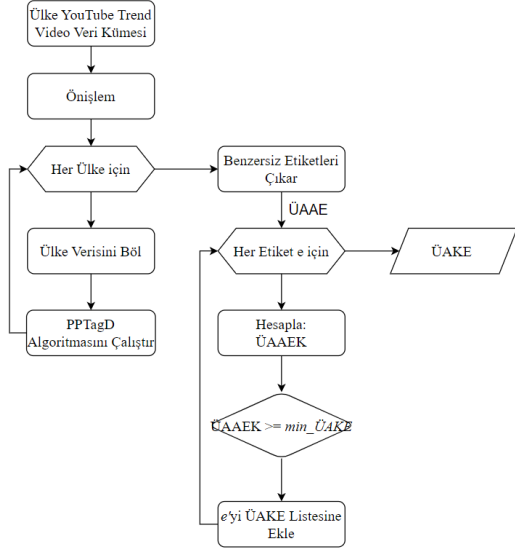 Ülke YouTube Trend
Video Veri Kümesi
Önişlem
Her Ülke için
Benzersiz Etiketleri
Çıkar
ÜAAE
Ülke Verisini Böl
Her Etiket e için
ÜAKE
PPTagD
Algoritmasını Çalıştır
Hesapla:
ÜAAEK
ÜAAEK >= min_ÜAKE
e'yi ÜAKE Listesine
Ekle